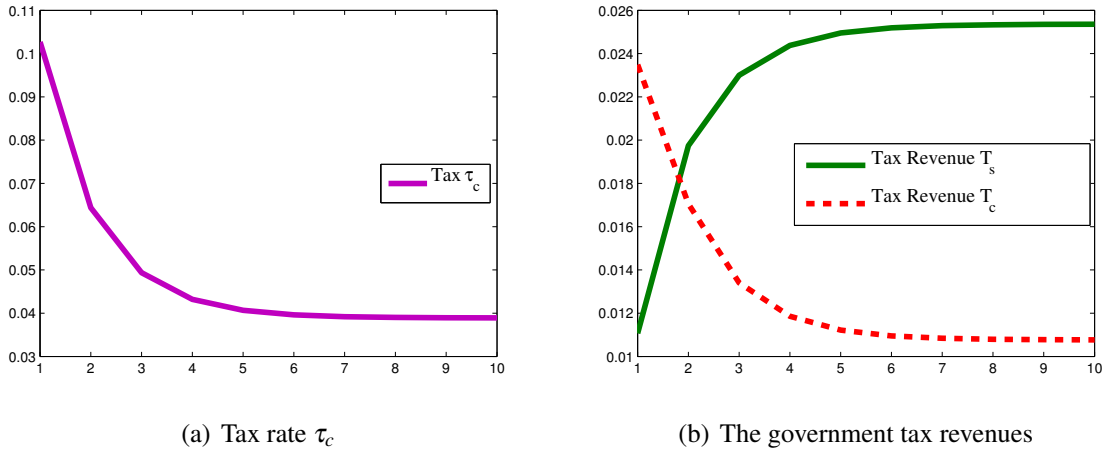 0.11
0.1
0.09
0.08
0.07
0.06
0.05
0.04
0.03
1 2 3 4 5 6 7 8 9 10
Tax τc
(a) Tax rate τc
0.026
0.024
0.022
0.02
0.018
0.016
0.014
0.012
0.01
1 2 3 4 5 6 7 8 9 10
Tax Revenue Ts
Tax Revenue Tc
(b) The government tax revenues